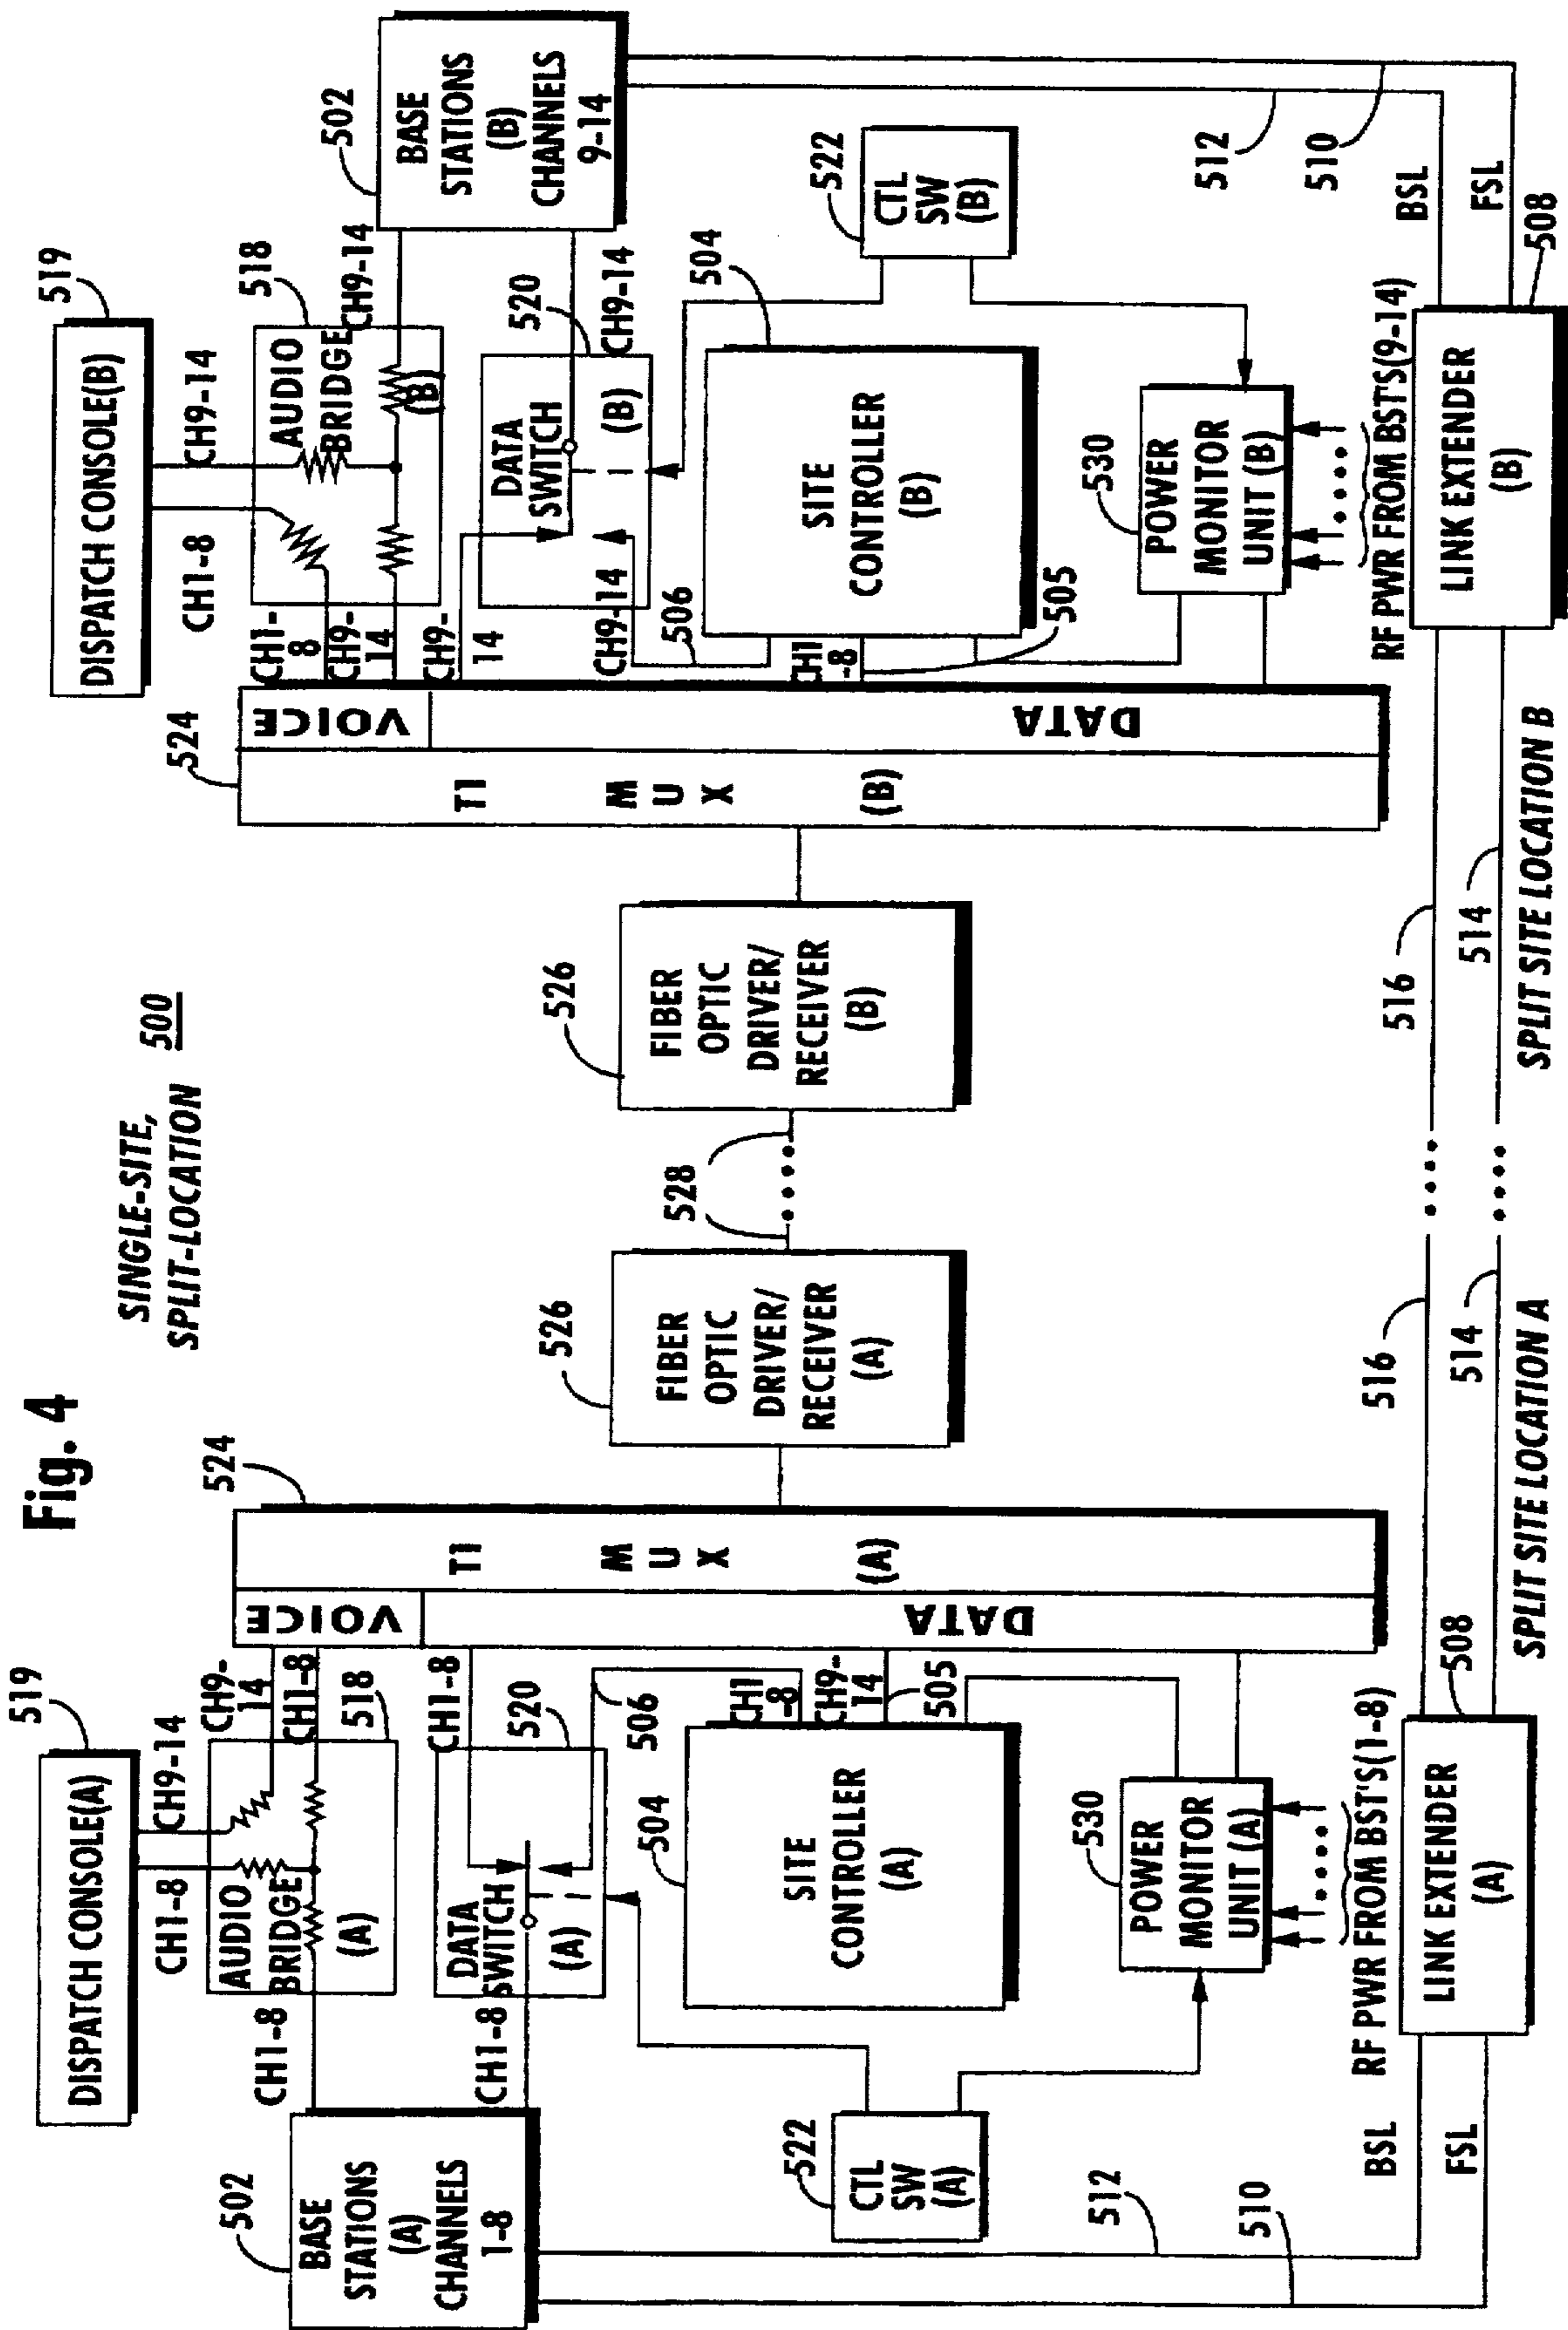 Fig. 4
SINGLE-SITE,
SPLIT-LOCATION
500
519
DISPATCH CONSOLE(A)
CH1-8
CH9-14
AUDIO
BRIDGE
(A)
518
CH9-
14
CH1-8
CH1-8
502
BASE
STATIONS
(A)
CHANNELS
1-8
CH1-8
DATA
SWITCH
(A)
520
CH1-8
506
504
SITE
CONTROLLER
(A)
CH1
-8
CH9-
14
505
522
CTL
SW
(A)
530
POWER
MONITOR
UNIT (A)
RF PWR FROM BST'S(1-8)
512
510
BSL
FSL
LINK EXTENDER
(A)
508
524
VOICE
DATA
T1
M
U
X
(A)
526
FIBER
OPTIC
DRIVER/
RECEIVER
(A)
528
526
FIBER
OPTIC
DRIVER/
RECEIVER
(B)
516
514
SPLIT SITE LOCATION A
516
514
SPLIT SITE LOCATION B
524
T1
M
U
X
(B)
VOICE
DATA
519
DISPATCH CONSOLE(B)
CH1-8
CH9-14
AUDIO
BRIDGE
(B)
518
CH9-14
CH1-
8
CH9-
14
502
BASE
STATIONS
(B)
CHANNELS
9-14
CH9-
14
DATA
SWITCH
(B)
520
CH9-14
CH9-14
506
504
SITE
CONTROLLER
(B)
CH1
-8
505
522
CTL
SW
(B)
530
POWER
MONITOR
UNIT (B)
RF PWR FROM BST'S(9-14)
512
510
BSL
FSL
LINK EXTENDER
(B)
508